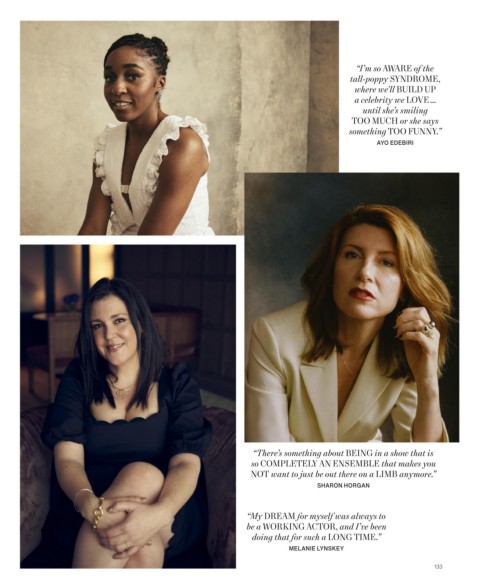 “I’m so AWARE of the
tall-poppy SYNDROME,
where we’ll BUILD UP
a celebrity we LOVE ...
until she’s smiling
TOO MUCH or she says
something TOO FUNNY.”
AYO EDEBIRI
“There’s something about BEING in a show that is
so COMPLETELY AN ENSEMBLE that makes you
NOT want to just be out there on a LIMB anymore.”
SHARON HORGAN
“My DREAM for myself was always to
be a WORKING ACTOR, and I’ve been
doing that for such a LONG TIME.”
MELANIE LYNSKEY
133